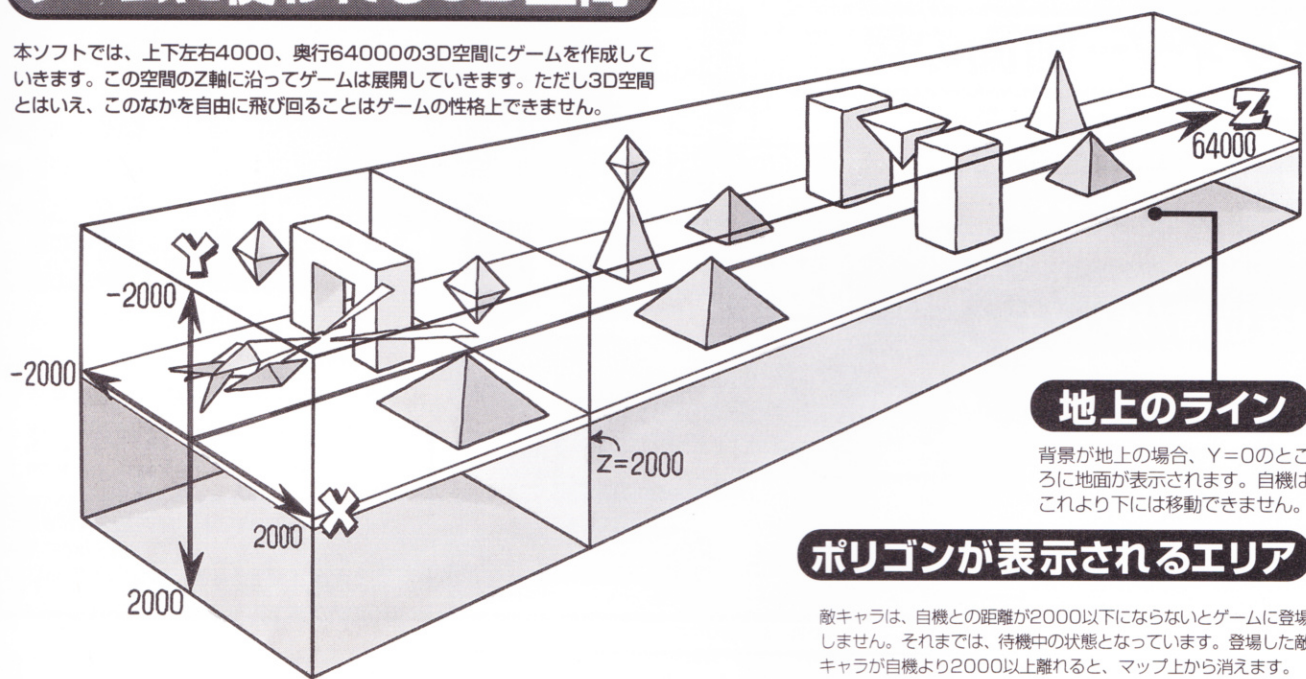 本ソフトでは、上下左右4000、奥行64000の3D空間にゲームを作成して
いきます。この空間のZ軸に沿ってゲームは展開していきます。ただし3D空間
とはいえ、このなかを自由に飛び回ることはゲームの性格上できません。
Z
64000
Y
-2000
-2000
Z=2000
X
2000
2000
地上のライン
背景が地上の場合、Y=0のとこ
ろに地面が表示されます。自機は
これより下には移動できません。
ポリゴンが表示されるエリア
敵キャラは、自機との距離が2000以下にならないとゲームに登場
しません。それまでは、待機中の状態となっています。登場した敵
キャラが自機より2000以上離れると、マップ上から消えます。